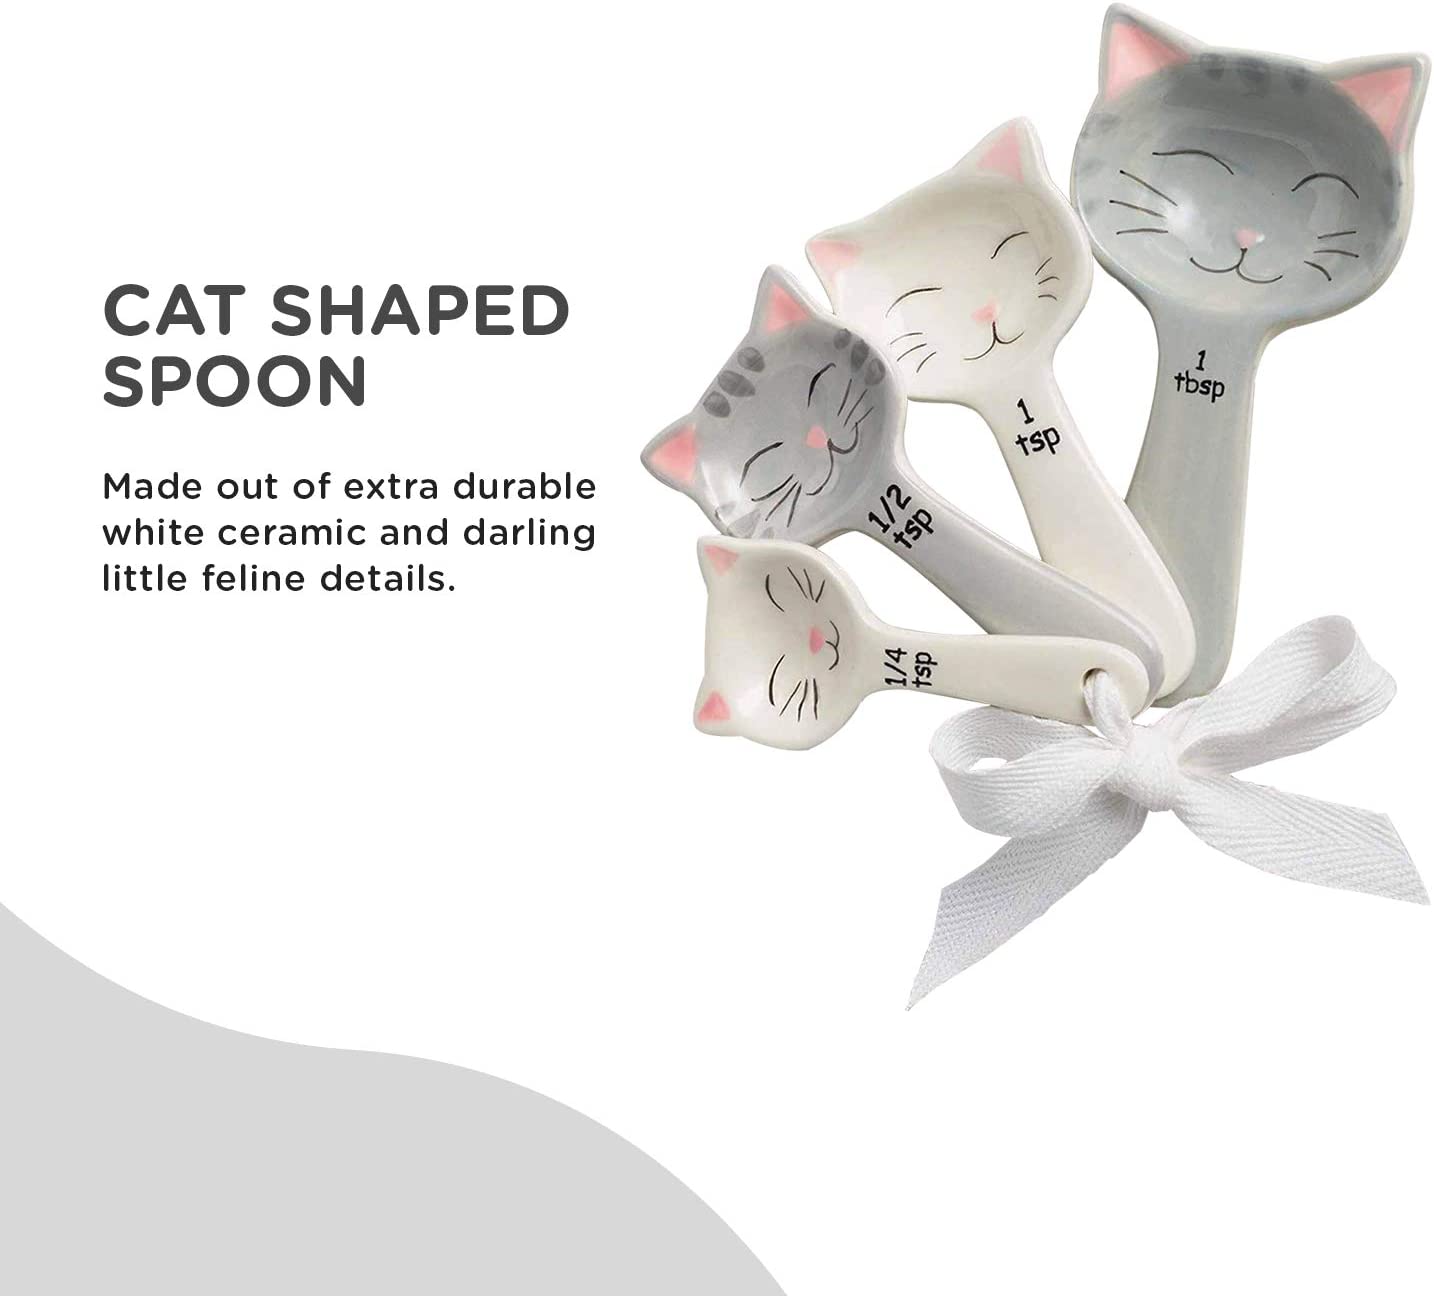 CAT SHAPED
SPOON
Made out of extra durable
white ceramic and darling
little feline details.
1
tbsp
1
tsp
1/2
tsp
1/4
tsp